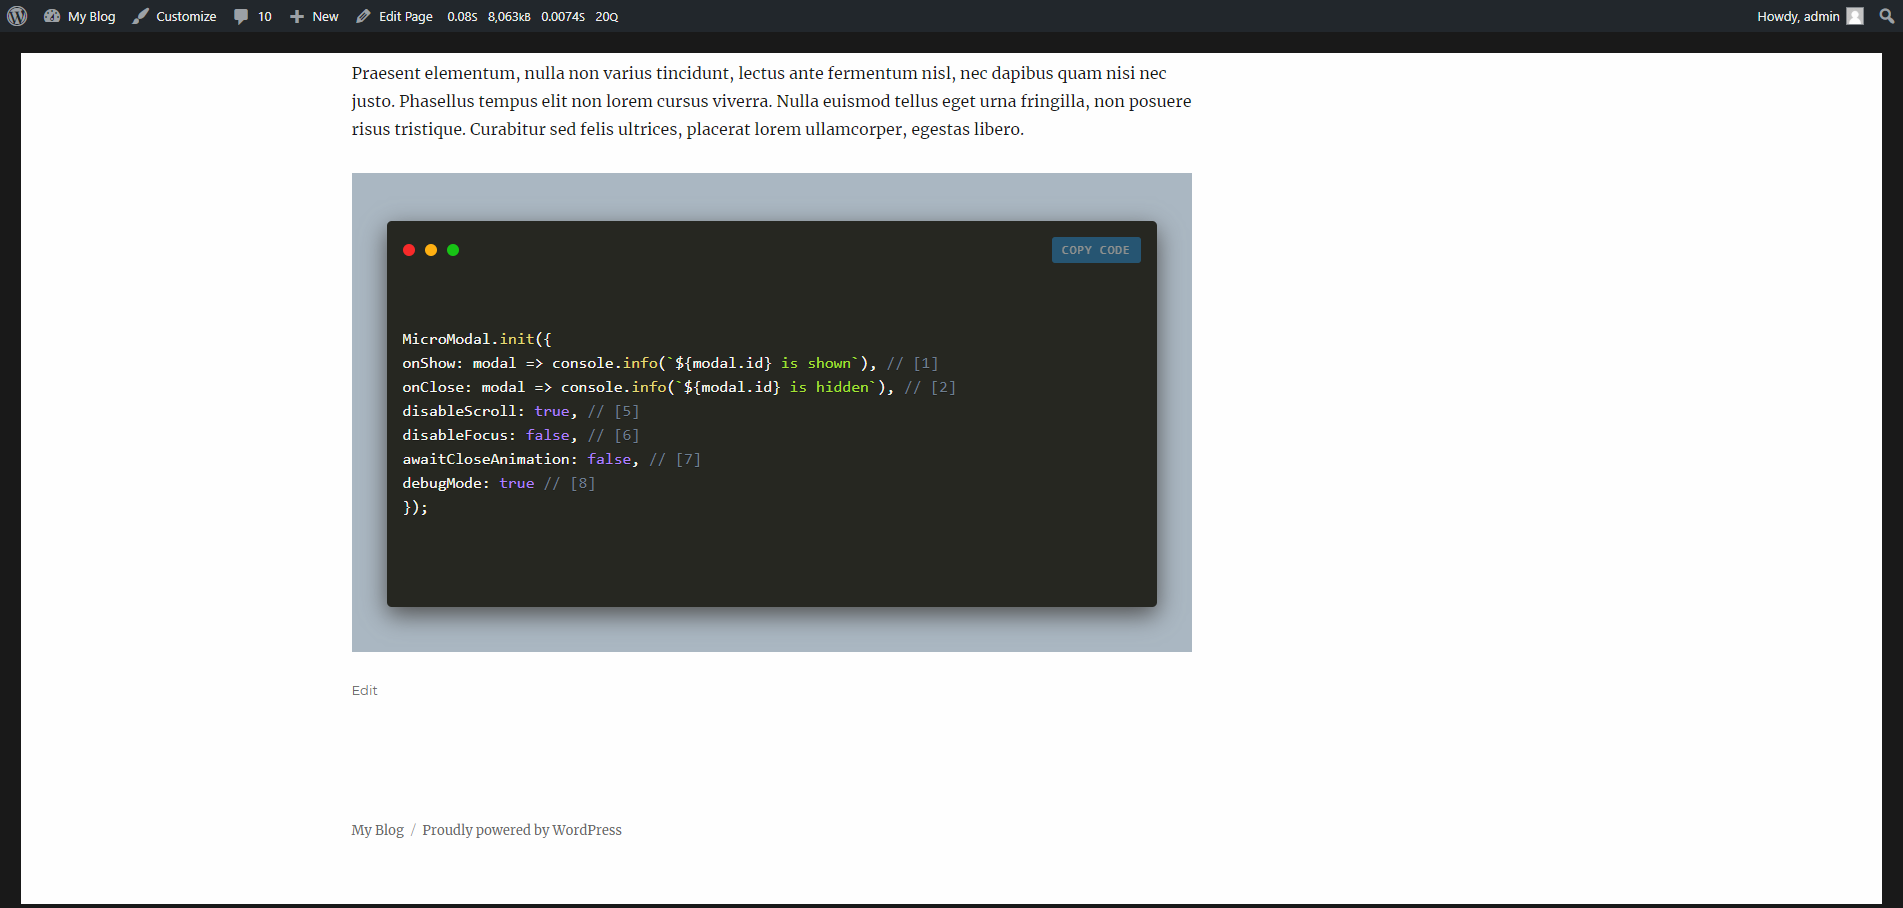 My Blog Customize 10 New Edit Page 0.08S 8,063KB 0.0074S 20Q Howdy, admin
Praesent elementum, nulla non varius tincidunt, lectus ante fermentum nisl, nec dapibus quam nisi nec
justo. Phasellus tempus elit non lorem cursus viverra. Nulla euismod tellus eget urna fringilla, non posuere
risus tristique. Curabitur sed felis ultrices, placerat lorem ullamcorper, egestas libero.
COPY CODE
MicroModal.init({
onShow: modal => console.info(`${modal.id} is shown`), // [1]
onClose: modal => console.info(`${modal.id} is hidden`), // [2]
disableScroll: true, // [5]
disableFocus: false, // [6]
awaitCloseAnimation: false, // [7]
debugMode: true // [8]
});
Edit
My Blog / Proudly powered by WordPress